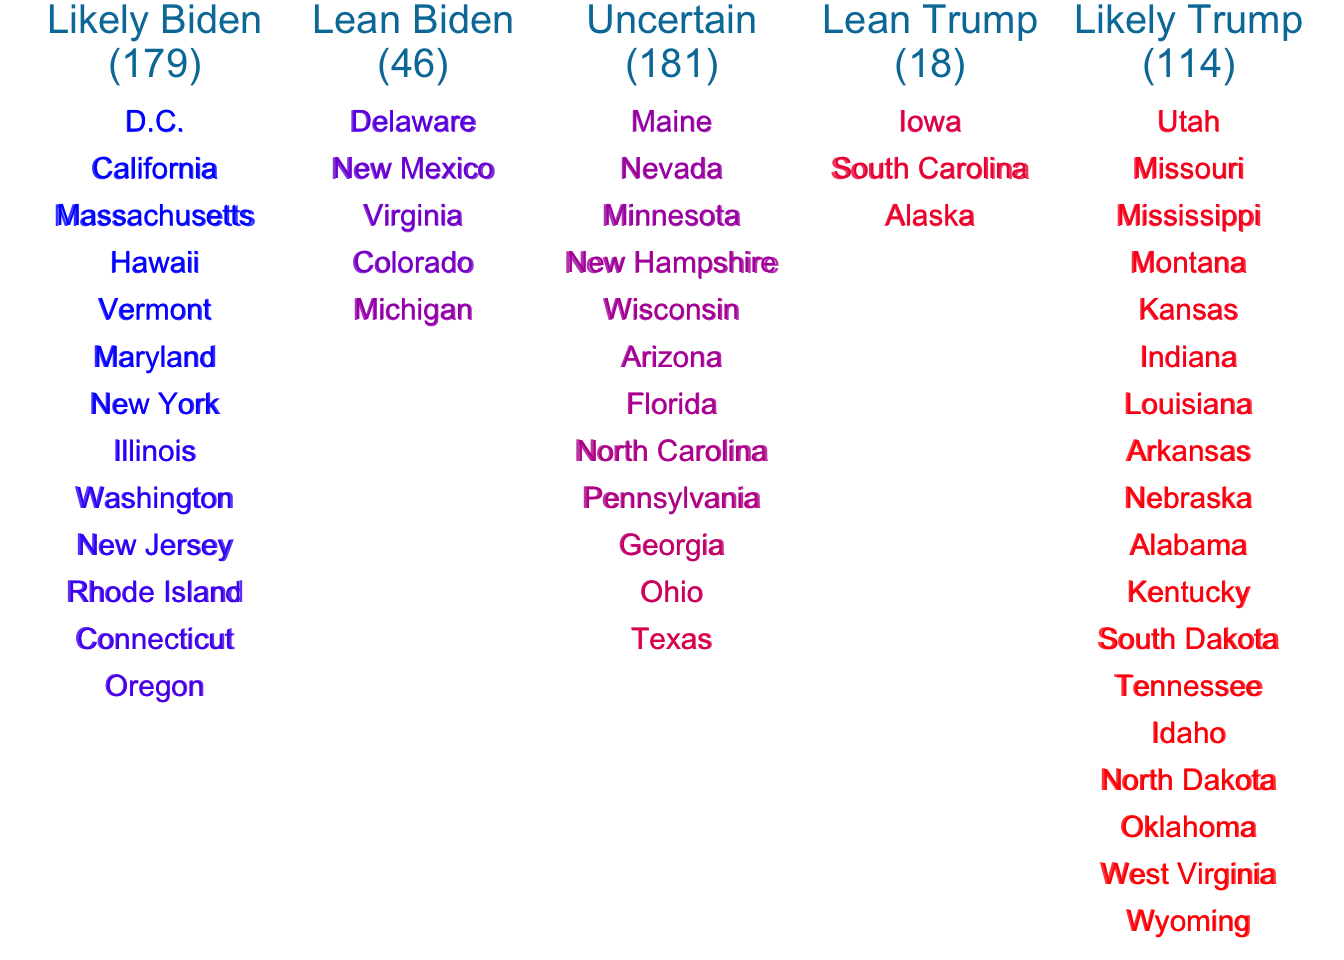 Likely Biden
(179)
D.C.
California
Massachusetts
Hawaii
Vermont
Maryland
New York
Illinois
Washington
New Jersey
Rhode Island
Connecticut
Oregon
Lean Biden
(46)
Delaware
New Mexico
Virginia
Colorado
Michigan
Uncertain
(181)
Maine
Nevada
Minnesota
New Hampshire
Wisconsin
Arizona
Florida
North Carolina
Pennsylvania
Georgia
Ohio
Texas
Lean Trump
(18)
Iowa
South Carolina
Alaska
Likely Trump
(114)
Utah
Missouri
Mississippi
Montana
Kansas
Indiana
Louisiana
Arkansas
Nebraska
Alabama
Kentucky
South Dakota
Tennessee
Idaho
North Dakota
Oklahoma
West Virginia
Wyoming